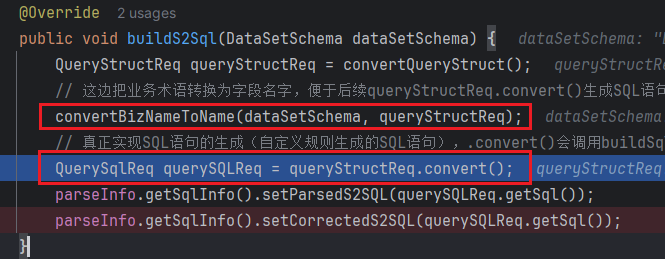 @Override 2 usages
public void buildS2Sql(DataSetSchema dataSetSchema) { dataSetSchema: "
QueryStructReq queryStructReq = convertQueryStruct(); queryStructRe
// 这边把业务术语转换为字段名字，便于后续queryStructReq.convert()生成SQL语句
convertBizNameToName(dataSetSchema, queryStructReq); dataSetSchema
// 真正实现SQL语句的生成（自定义规则生成的SQL语句），.convert()会调用buildSq
QuerySqlReq querySQLReq = queryStructReq.convert(); queryStructReq
parseInfo.getSqlInfo().setParsedS2SQL(querySQLReq.getSql());
parseInfo.getSqlInfo().setCorrectedS2SQL(querySQLReq.getSql());
}